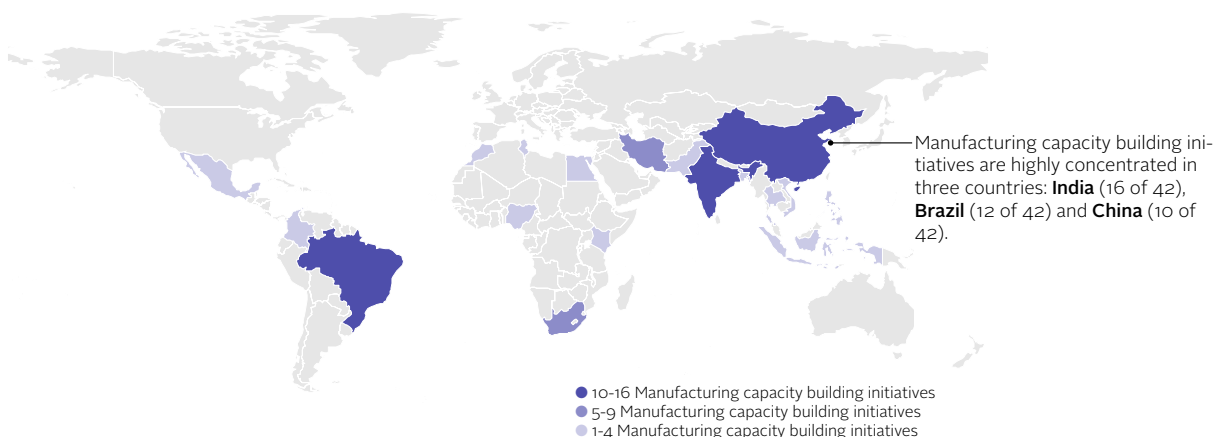 Manufacturing capacity building ini-
tiatives are highly concentrated in
three countries: India (16 of 42),
Brazil (12 of 42) and China (10 of
42).
10-16 Manufacturing capacity building initiatives
5-9 Manufacturing capacity building initiatives
1-4 Manufacturing capacity building initiatives